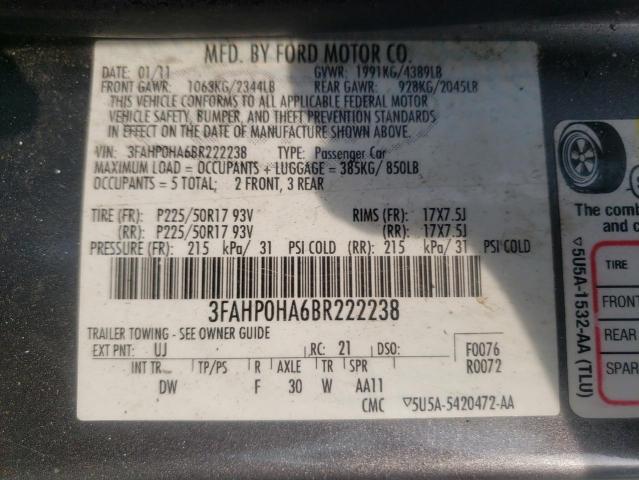 MFD. BY FORD MOTOR CO.
DATE: 01/11 GVWR: 1991KG/4389LB
FRONT GAWR: 1063KG/2344LB REAR GAWR: 928KG/2045LB
THIS VEHICLE CONFORMS TO ALL APPLICABLE FEDERAL MOTOR
VEHICLE SAFETY, BUMPER, AND THEFT PREVENTION STANDARDS
IN EFFECT ON THE DATE OF MANUFACTURE SHOWN ABOVE.
VIN: 3FAHP0HA6BR222238 TYPE: Passenger Car
MAXIMUM LOAD = OCCUPANTS + LUGGAGE = 385KG/ 850LB
OCCUPANTS = 5 TOTAL; 2 FRONT, 3 REAR
TIRE (FR): P225/50R17 93V RIMS (FR): 17X7.5J
(RR): P225/50R17 93V (RR): 17X7.5J
PRESSURE (FR): 215 kPa/ 31 PSI COLD (RR): 215 kPa/ 31 PSI COLD
3FAHP0HA6BR222238
TRAILER TOWING - SEE OWNER GUIDE
EXT PNT: UJ RC: 21 DSO: F0076
INT TR TP/PS R AXLE TR SPR R0072
DW F 30 W AA11
CMC ▽5U5A-5420472-AA
The comb
and c
▽5U5A-1532-AA (TLU)
TIRE
FRONT
REAR
SPAR